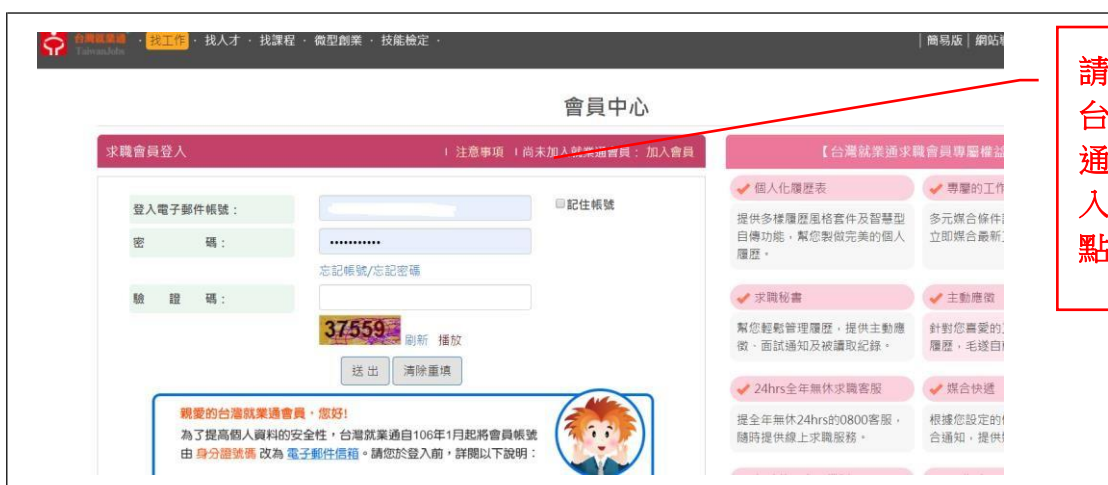 台灣就業通 · 找工作 · 找人才 · 找課程 · 微型創業 · 技能檢定 ·
TaiwanJobs
│簡易版│網站
會員中心
求職會員登入
注意事項
尚未加入就業通會員： 加入會員
登入電子郵件帳號：
□記住帳號
密 碼：
•••••••••••
忘記帳號/忘記密碼
驗 證 碼：
37559 刷新 播放
送 出 清除重填
親愛的台灣就業通會員，您好!
為了提高個人資料的安全性，台灣就業通自106年1月起將會員帳號
由 身分證號碼 改為 電子郵件信箱。請您於登入前，詳閱以下說明：
【台灣就業通求職會員專屬權益
個人化履歷表
提供多樣履歷風格套件及智慧型
自傳功能，幫您製做完美的個人
履歷。
專屬的工作
多元媒合條件
立即媒合最新
求職秘書
幫您輕鬆管理履歷，提供主動應
徵、面試通知及被讀取紀錄。
主動應徵
針對您喜愛的
履歷，毛遂自
24hrs全年無休求職客服
提全年無休24hrs的0800客服，
隨時提供線上求職服務。
媒合快遞
根據您設定的
合通知，提供
請
台
通
入
點